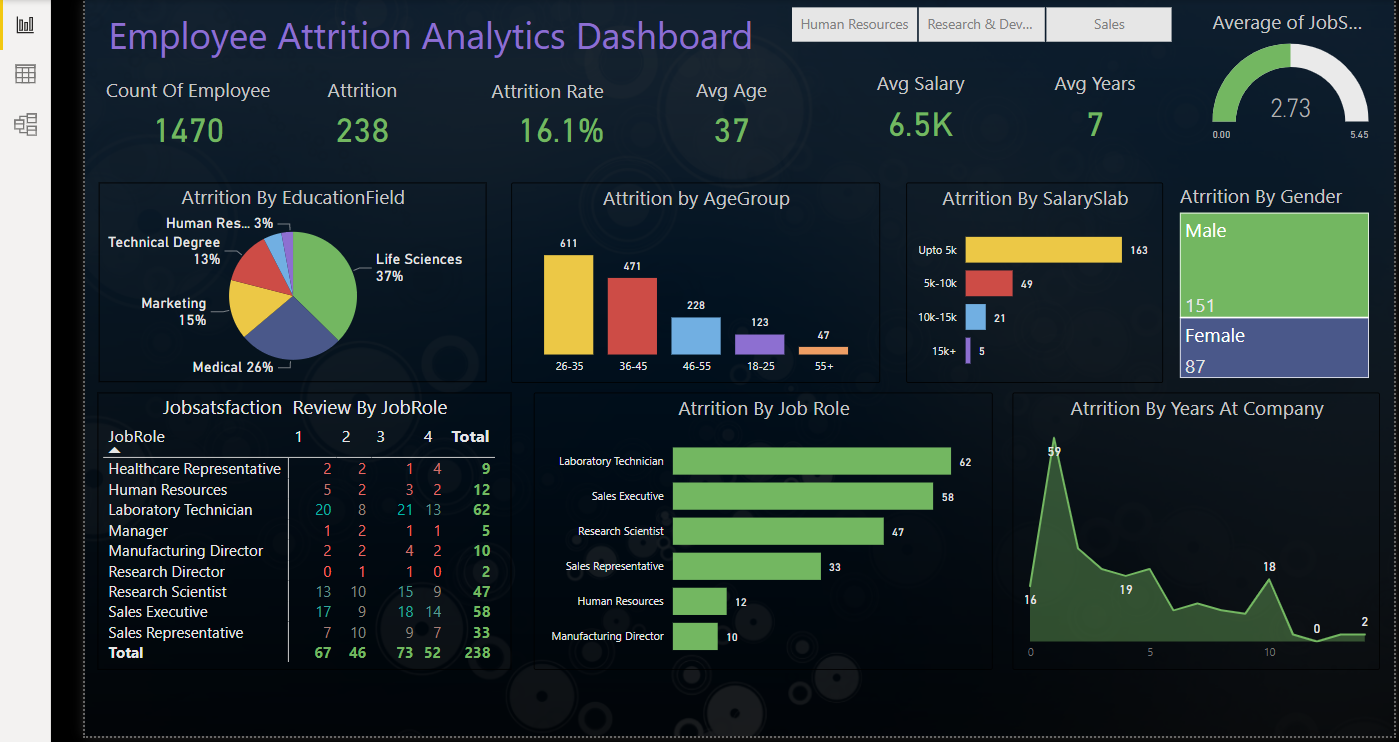 Employee Attrition Analytics Dashboard
Human Resources
Research & Dev...
Sales
Average of JobS...
2.73
0.00
5.45
Count Of Employee
1470
Attrition
238
Attrition Rate
16.1%
Avg Age
37
Avg Salary
6.5K
Avg Years
7
Atrrition By EducationField
Human Res... 3%
Technical Degree
13%
Marketing
15%
Medical 26%
Life Sciences
37%
Attrition by AgeGroup
611
471
228
123
47
26-35
36-45
46-55
18-25
55+
Atrrition By SalarySlab
Upto 5k 163
5k-10k 49
10k-15k 21
15k+ 5
Atrrition By Gender
Male
151
Female
87
Jobsatsfaction Review By JobRole
JobRole 1 2 3 4 Total
Healthcare Representative 2 2 1 4 9
Human Resources 5 2 3 2 12
Laboratory Technician 20 8 21 13 62
Manager 1 2 1 1 5
Manufacturing Director 2 2 4 2 10
Research Director 0 1 1 0 2
Research Scientist 13 10 15 9 47
Sales Executive 17 9 18 14 58
Sales Representative 7 10 9 7 33
Total 67 46 73 52 238
Atrrition By Job Role
Laboratory Technician 62
Sales Executive 58
Research Scientist 47
Sales Representative 33
Human Resources 12
Manufacturing Director 10
Atrrition By Years At Company
59
16
19
18
0
2
0 5 10